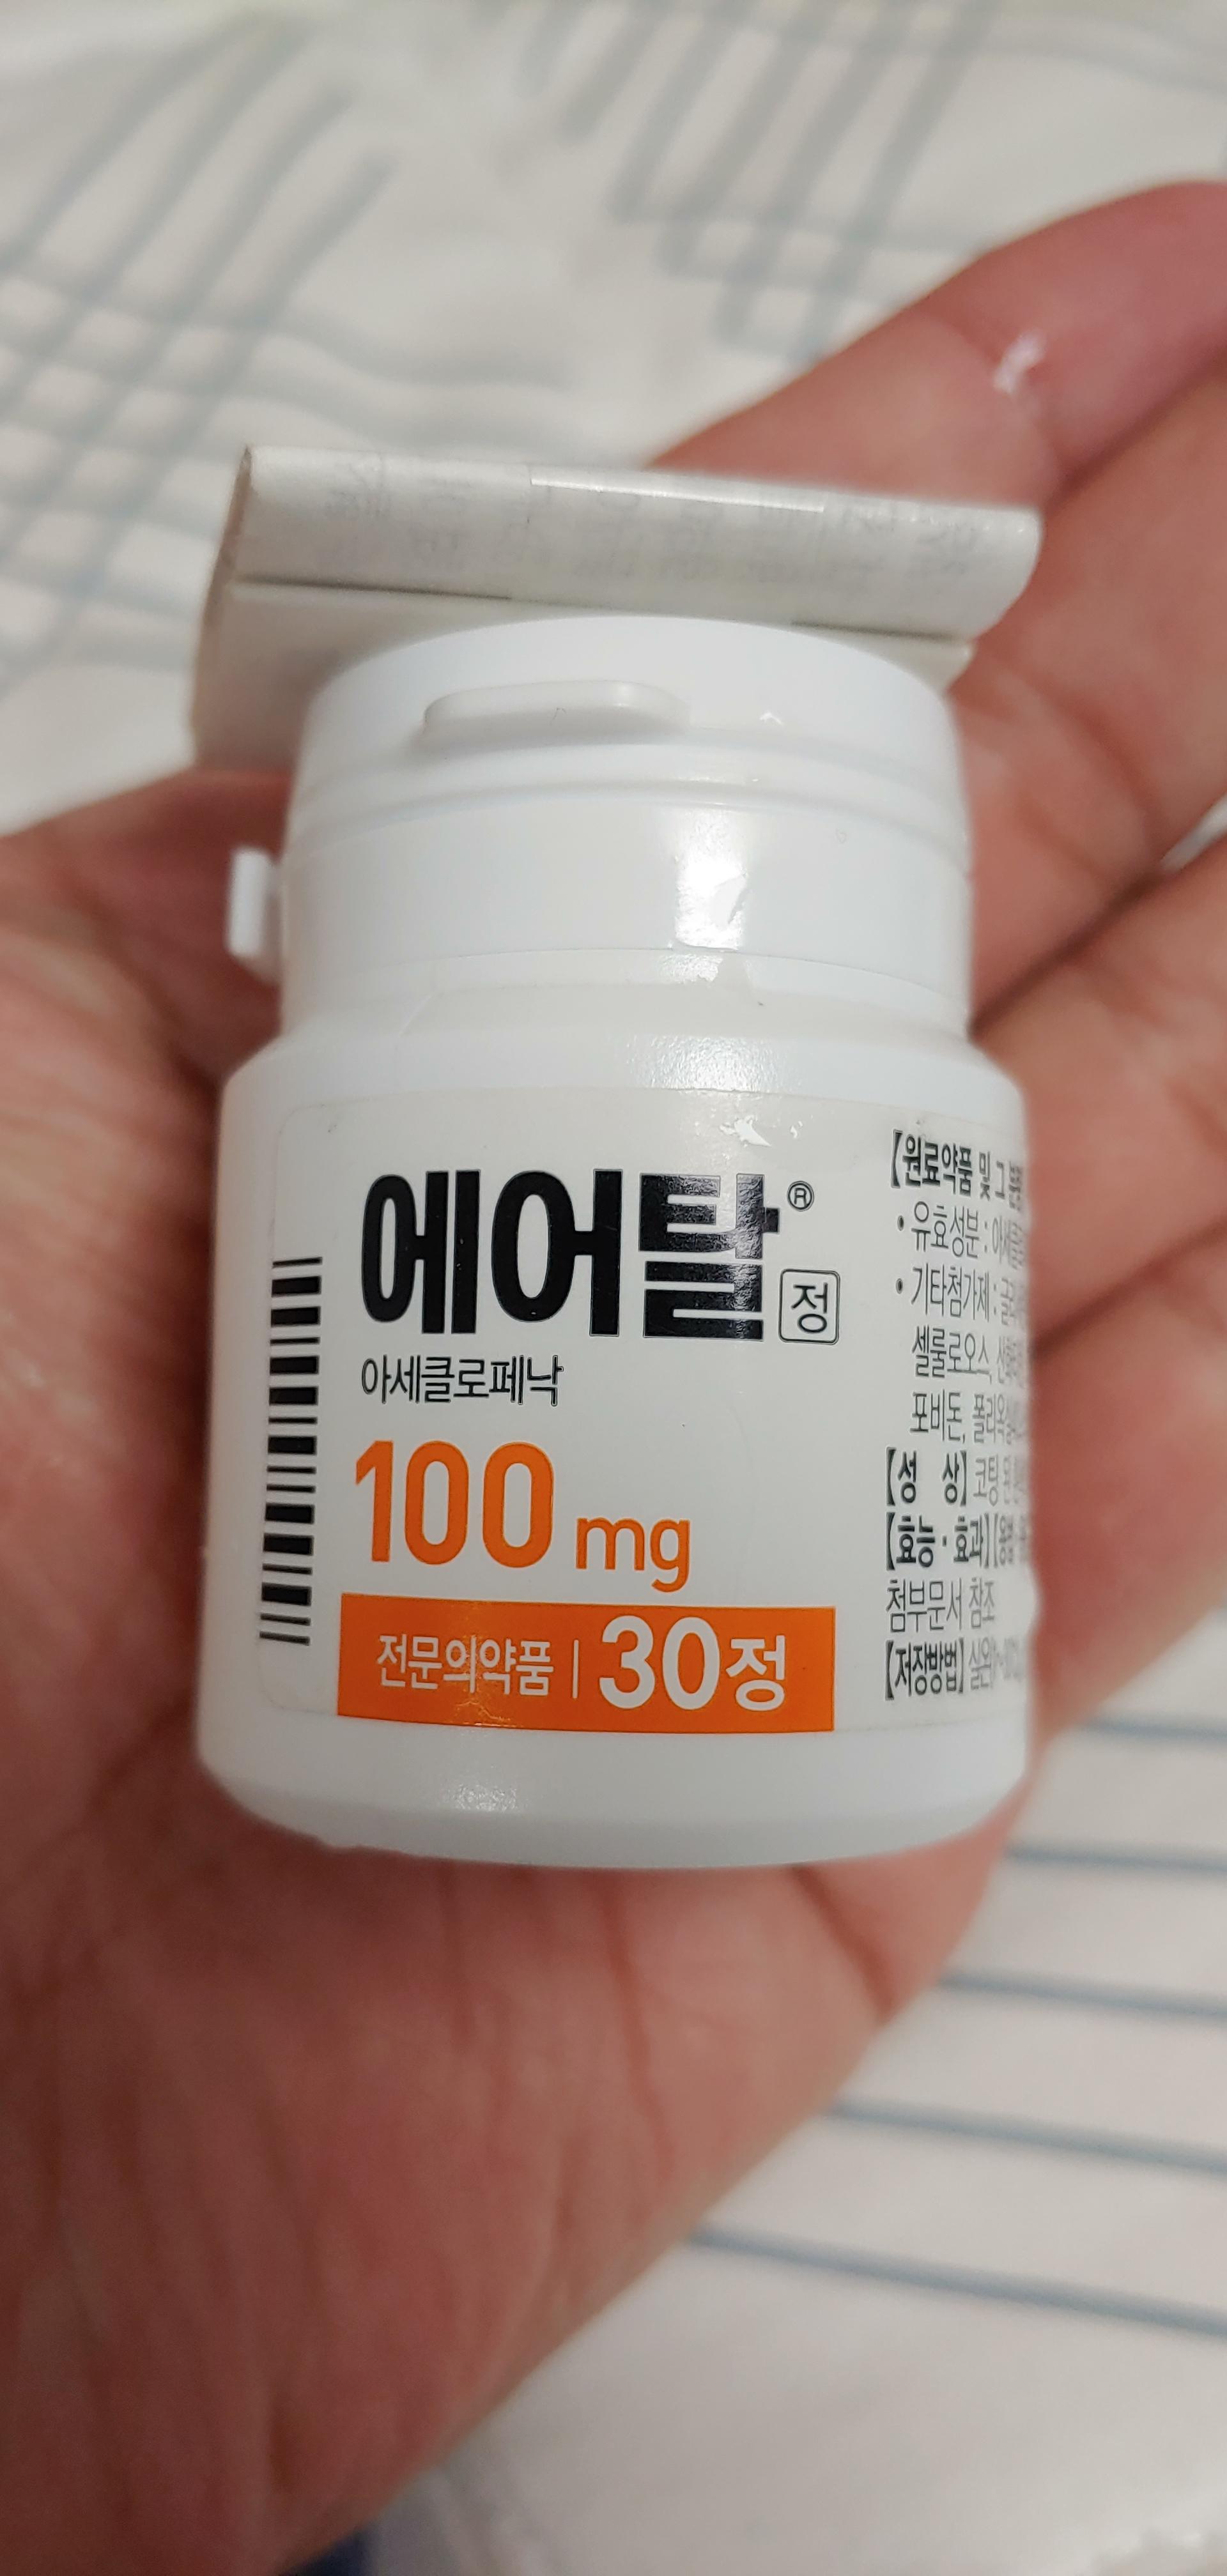 에어탈®
정
아세클로페낙
100 mg
전문의약품 | 30정
【원료약품 및 그
• 유효성분 :
• 기타첨가제 :
셀룰로오스,
포비돈,
【성 상】 코팅
【효능·효과】
첨부문서 참조
【저장방법】